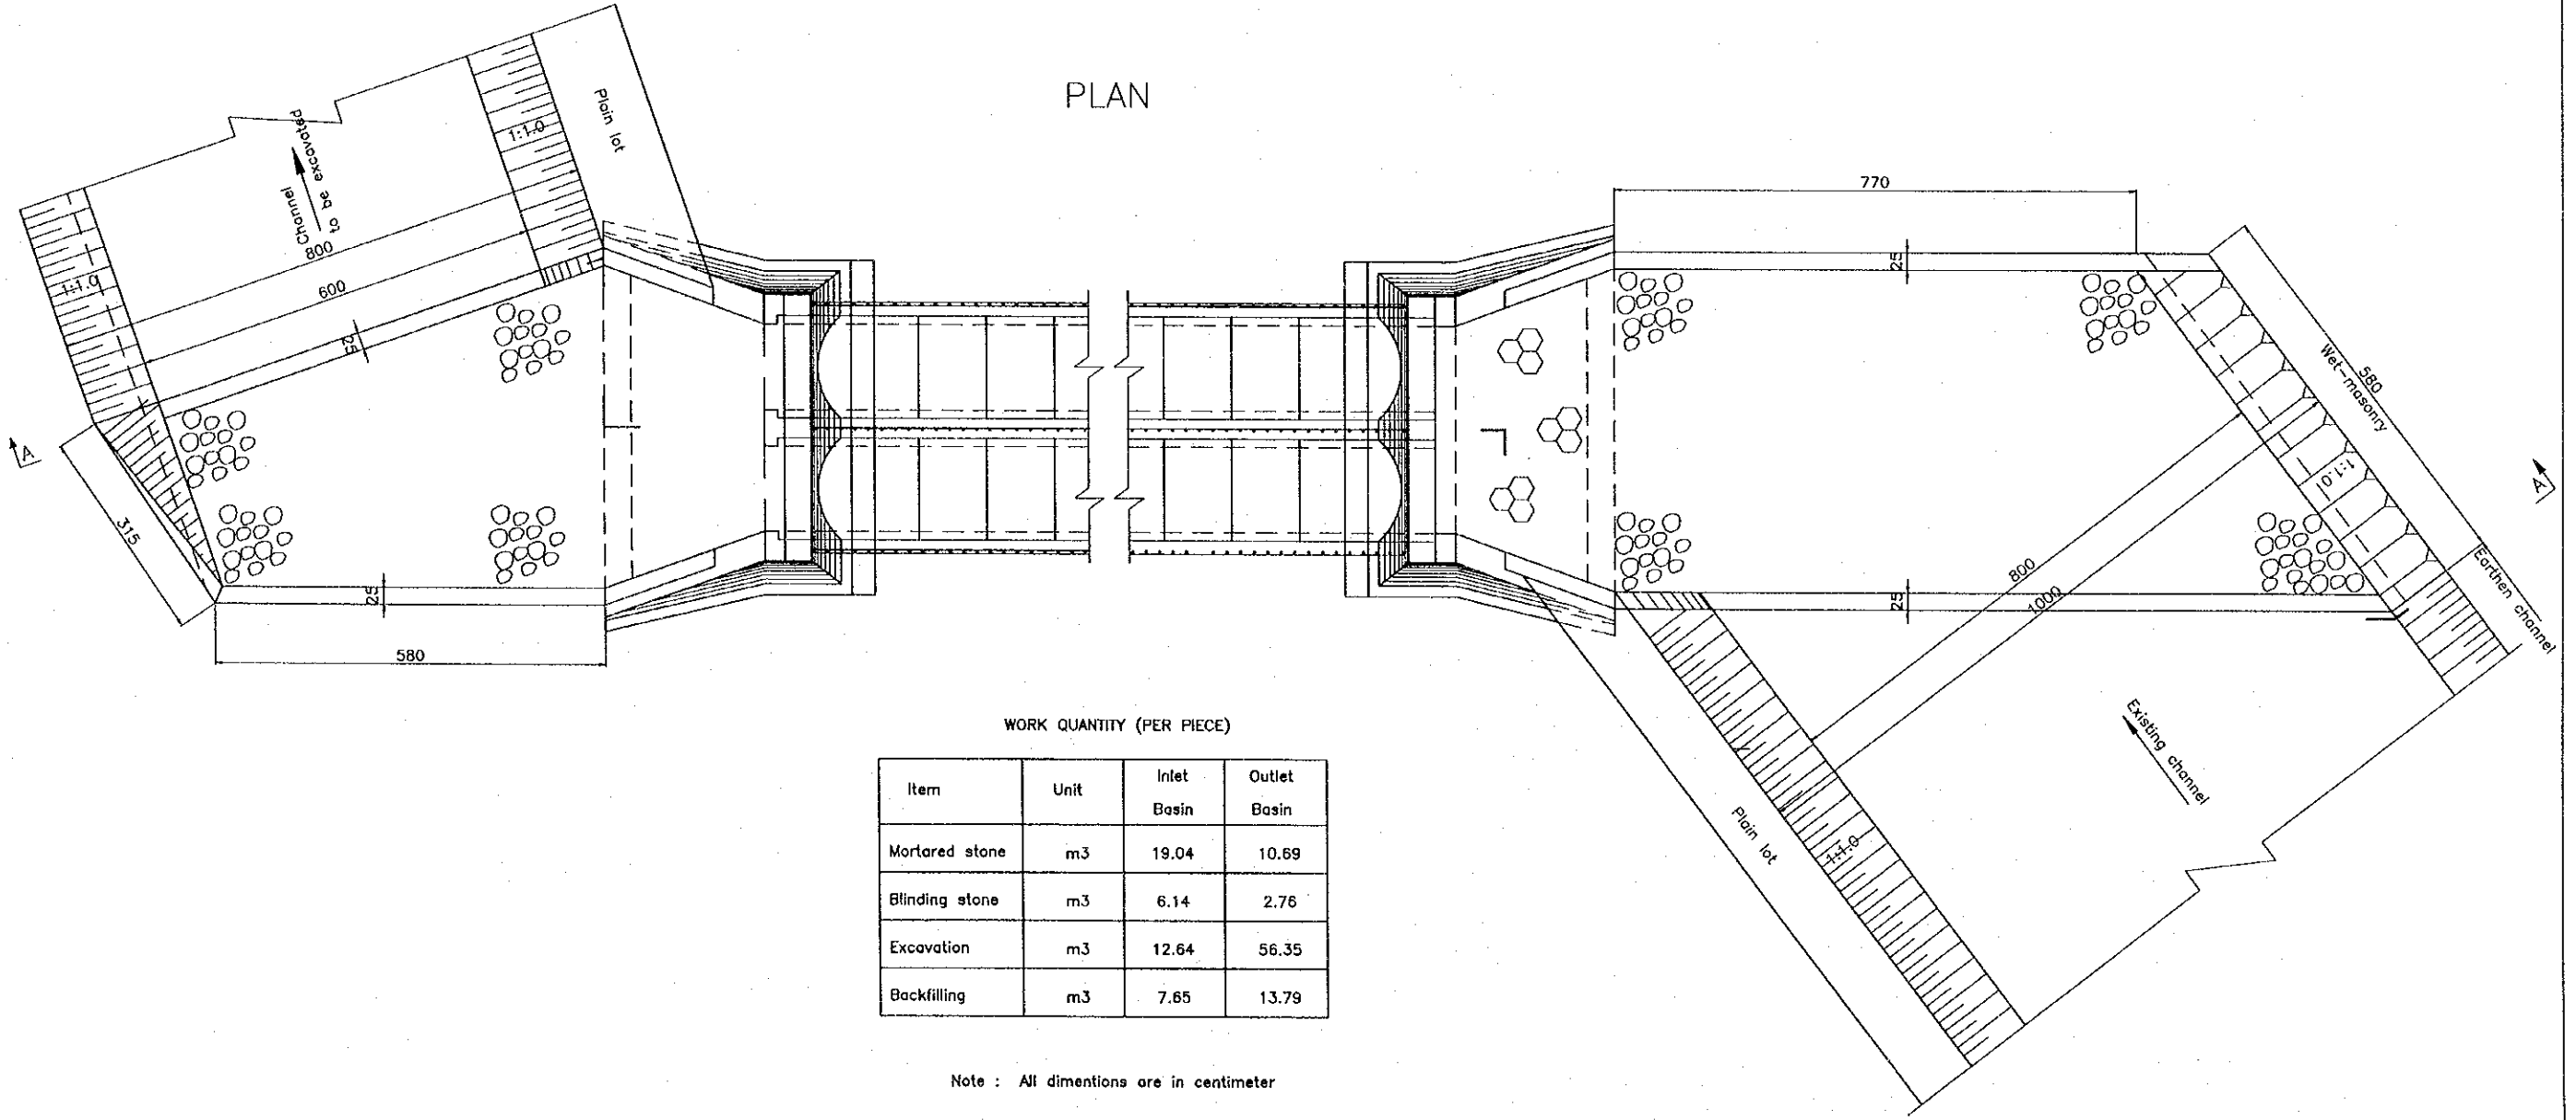 PLAN
Plain lot
1:1.0
Channel
to be excavated
800
600
1:1.0
25
A
315
25
580
770
25
580
Wet-masonry
1:1.0
A
Earthen channel
800
1000
25
Existing channel
Plain lot
1:1.0
WORK QUANTITY (PER PIECE)
Item Unit Inlet Basin Outlet Basin
Mortared stone m3 19.04 10.69
Blinding stone m3 6.14 2.76
Excavation m3 12.64 56.35
Backfilling m3 7.65 13.79
Note : All dimentions are in centimeter